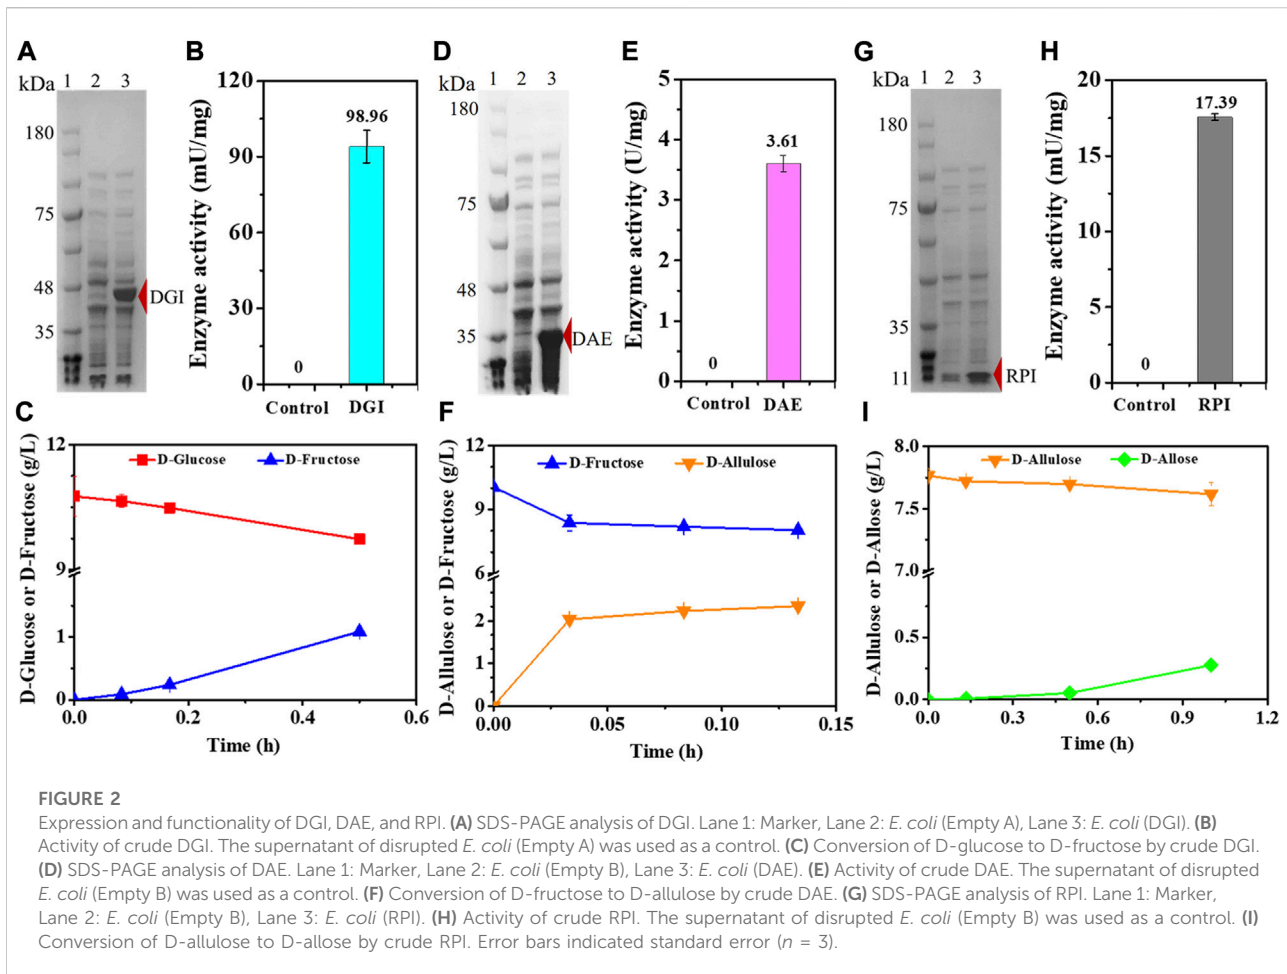 A
kDa 1 2 3
180
75
48
35
DGI
B
Enzyme activity (mU/mg)
120
90
60
30
0
98.96
0
Control DGI
D
kDa 1 2 3
180
75
48
35
DAE
E
Enzyme activity (U/mg)
5
4
3
2
1
0
3.61
0
Control DAE
G
kDa 1 2 3
180
75
35
11
RPI
H
Enzyme activity (mU/mg)
20
15
10
5
0
17.39
0
Control RPI
C
D-Glucose or D-Fructose (g/L)
12
9
1
0
D-Glucose D-Fructose
0.0 0.2 0.4 0.6
Time (h)
F
D-Allulose or D-Fructose (g/L)
12
9
6
2
1
0
D-Fructose D-Allulose
0.00 0.05 0.10 0.15
Time (h)
I
D-Allulose or D-Allose (g/L)
8.0
7.5
7.0
0.5
0.0
D-Allulose D-Allose
0.0 0.3 0.6 0.9 1.2
Time (h)
FIGURE 2
Expression and functionality of DGI, DAE, and RPI. (A) SDS-PAGE analysis of DGI. Lane 1: Marker, Lane 2: E. coli (Empty A), Lane 3: E. coli (DGI). (B)
Activity of crude DGI. The supernatant of disrupted E. coli (Empty A) was used as a control. (C) Conversion of D-glucose to D-fructose by crude DGI.
(D) SDS-PAGE analysis of DAE. Lane 1: Marker, Lane 2: E. coli (Empty B), Lane 3: E. coli (DAE). (E) Activity of crude DAE. The supernatant of disrupted
E. coli (Empty B) was used as a control. (F) Conversion of D-fructose to D-allulose by crude DAE. (G) SDS-PAGE analysis of RPI. Lane 1: Marker,
Lane 2: E. coli (Empty B), Lane 3: E. coli (RPI). (H) Activity of crude RPI. The supernatant of disrupted E. coli (Empty B) was used as a control. (I)
Conversion of D-allulose to D-allose by crude RPI. Error bars indicated standard error (n = 3).